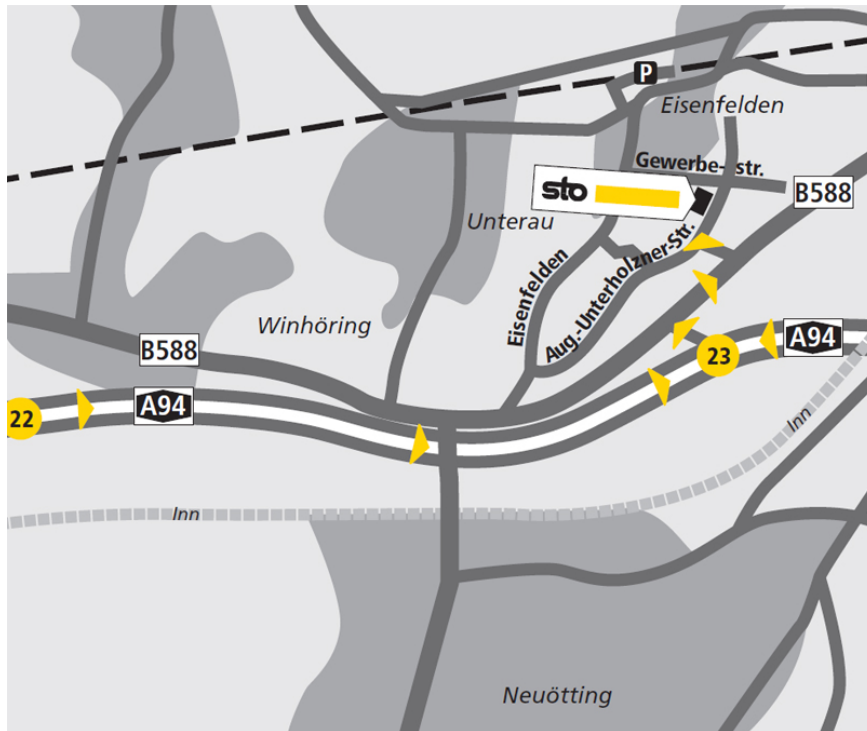 P
Eisenfelden
Gewerbe- str.
sto
B588
Unterau
Eisenfelden
Aug.-Unterholzner-Str.
Winhöring
B588
A94
23
A94
22
Inn
Inn
Neuötting